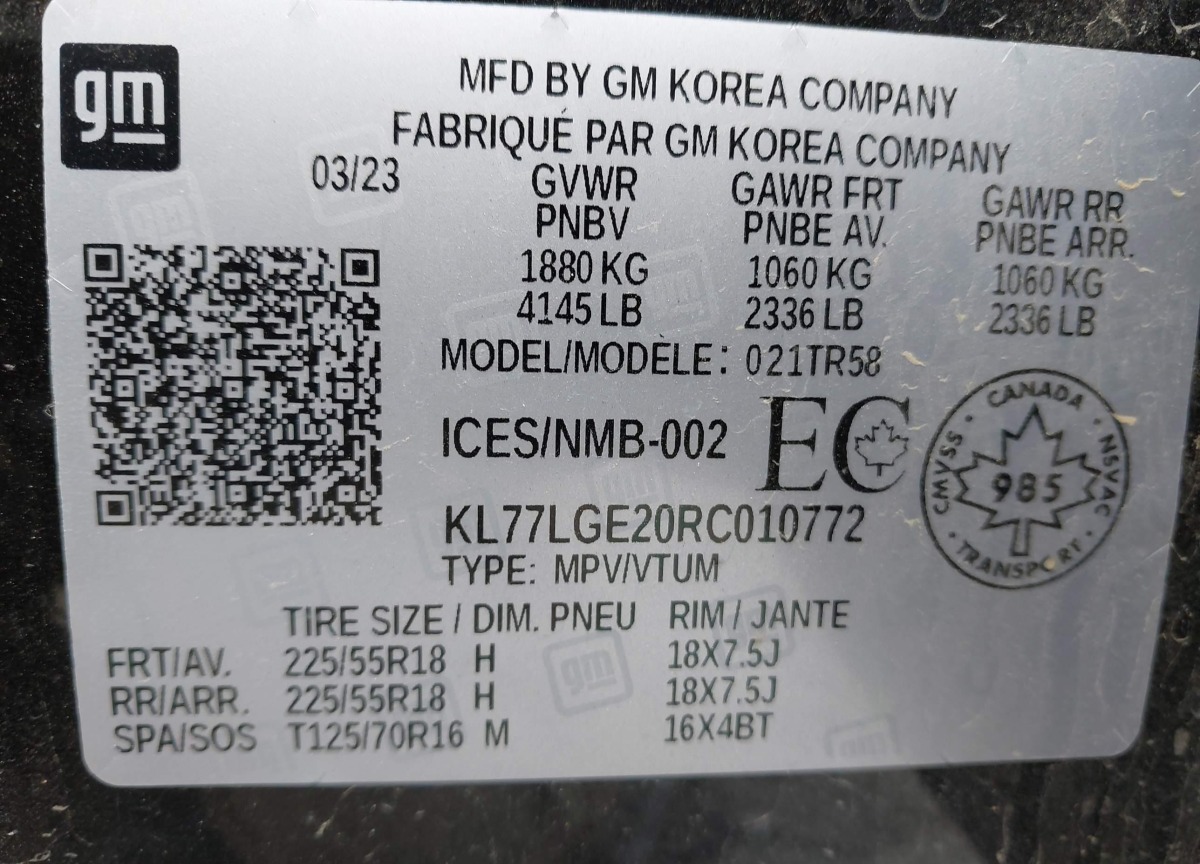 gm
MFD BY GM KOREA COMPANY
FABRIQUÉ PAR GM KOREA COMPANY
03/23 GVWR GAWR FRT GAWR RR
PNBV PNBE AV. PNBE ARR.
1880 KG 1060 KG 1060 KG
4145 LB 2336 LB 2336 LB
MODEL/MODÈLE: 021TR58
ICES/NMB-002 EC
CANADA
CMVSS 985 NSVAC
TRANSPORT
KL77LGE20RC010772
TYPE: MPV/VTUM
TIRE SIZE / DIM. PNEU RIM / JANTE
FRT/AV. 225/55R18 H 18X7.5J
RR/ARR. 225/55R18 H 18X7.5J
SPA/SOS T125/70R16 M 16X4BT